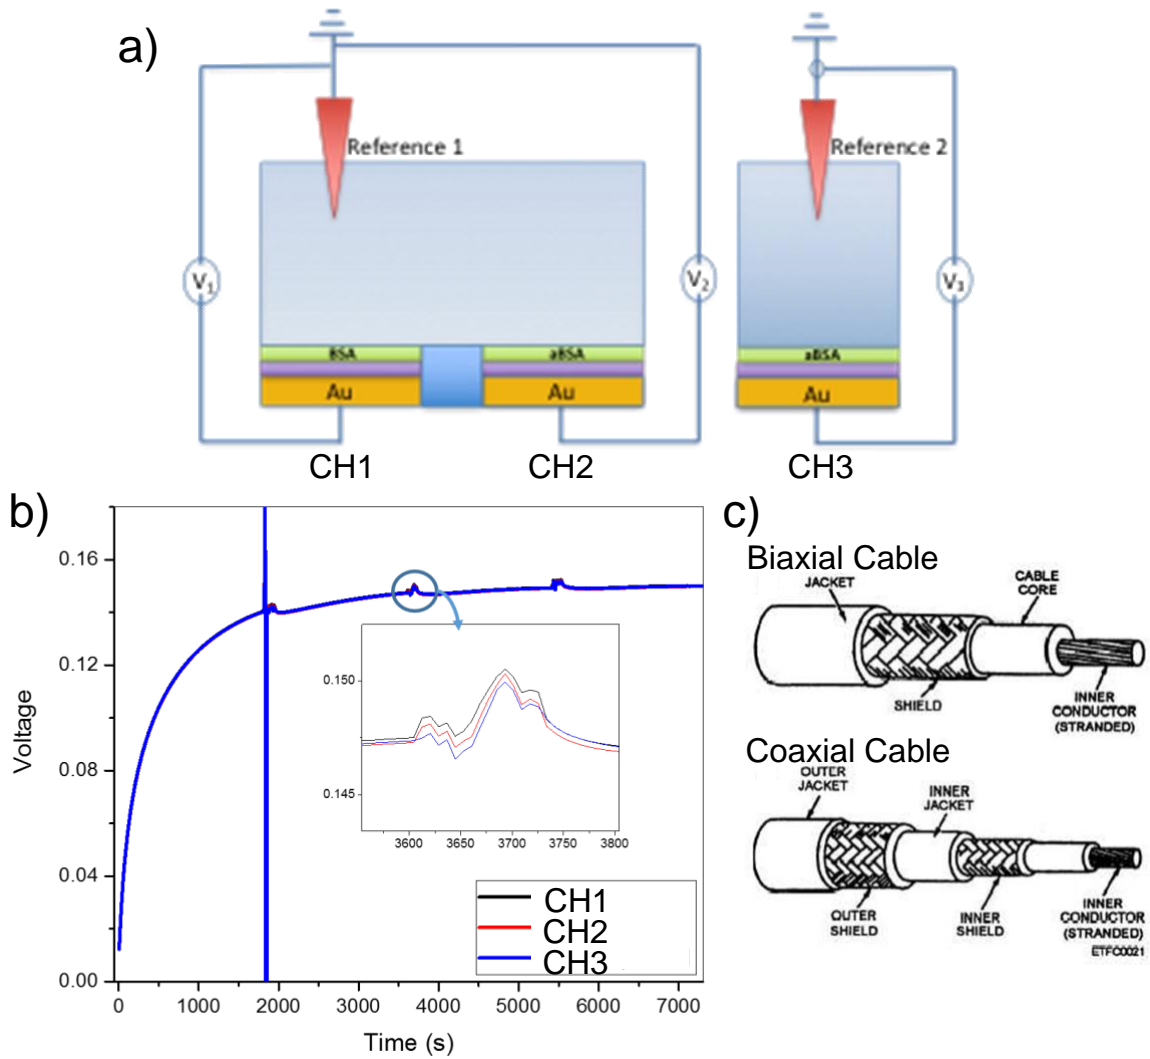 a)
Reference 1
Reference 2
V1
V2
V3
BSA
aBSA
aBSA
Au
Au
Au
CH1
CH2
CH3
b)
0.16
0.12
0.08
0.04
0.00
Voltage
0.150
0.145
3600
3650
3700
3750
3800
CH1
CH2
CH3
0
1000
2000
3000
4000
5000
6000
7000
Time (s)
c)
Biaxial Cable
JACKET
CABLE
CORE
SHIELD
INNER
CONDUCTOR
(STRANDED)
Coaxial Cable
OUTER
JACKET
INNER
JACKET
OUTER
SHIELD
INNER
SHIELD
INNER
CONDUCTOR
(STRANDED)
ETFC0021